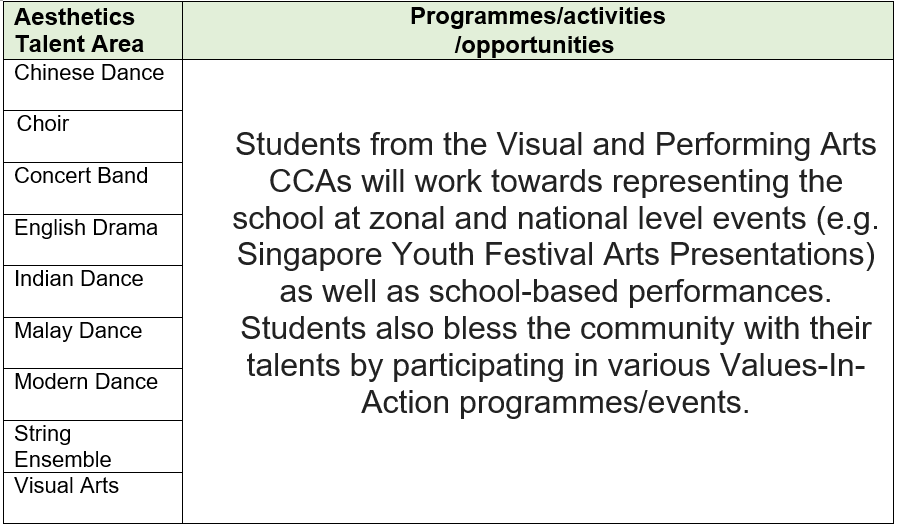 Aesthetics
Talent Area
Programmes/activities
/opportunities
Chinese Dance
Choir
Concert Band
English Drama
Indian Dance
Malay Dance
Modern Dance
String
Ensemble
Visual Arts
Students from the Visual and Performing Arts
CCAs will work towards representing the
school at zonal and national level events (e.g.
Singapore Youth Festival Arts Presentations)
as well as school-based performances.
Students also bless the community with their
talents by participating in various Values-In-
Action programmes/events.